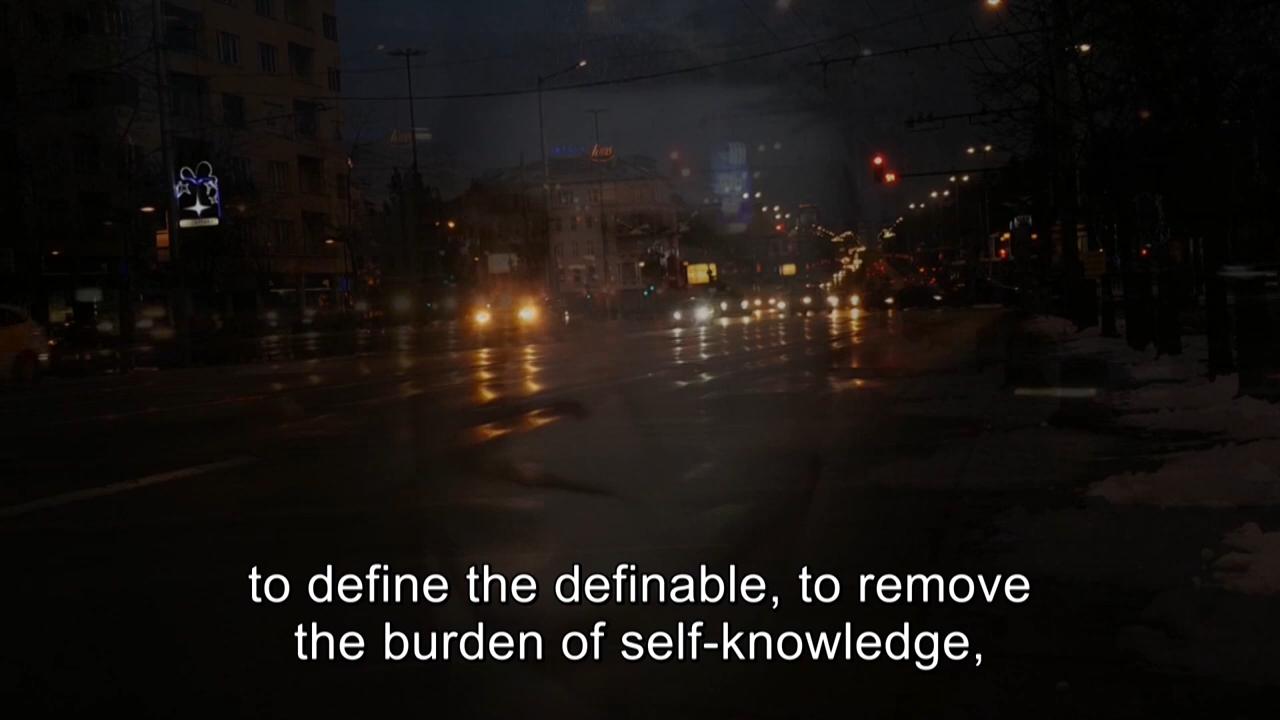 to define the definable, to remove
the burden of self-knowledge,